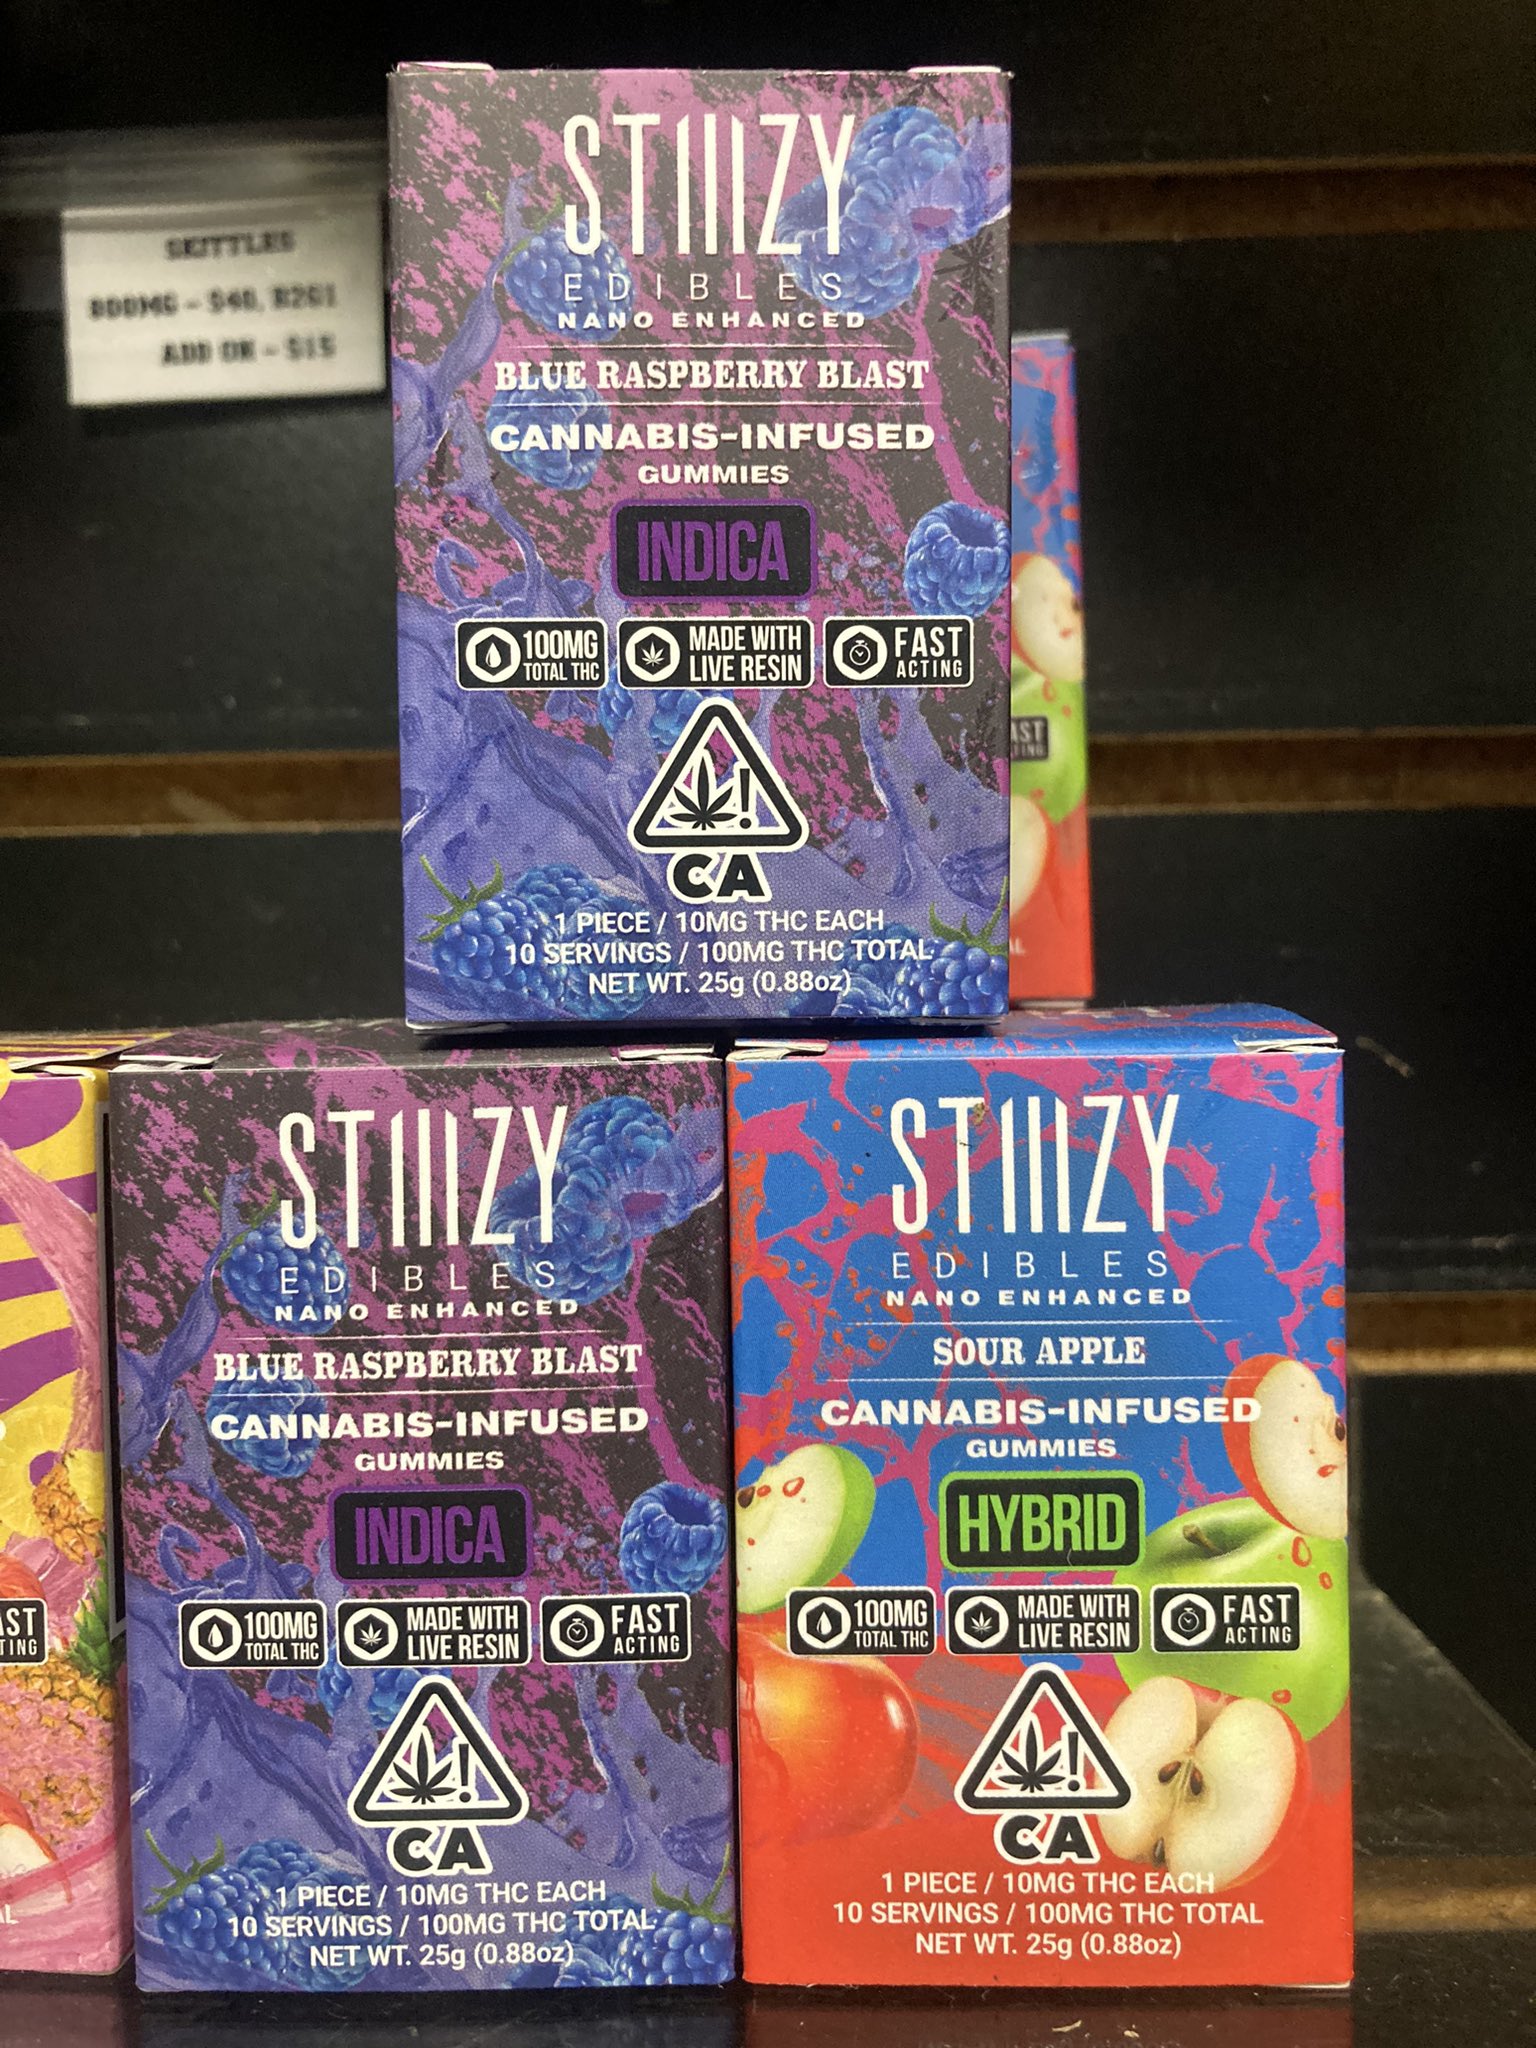 SKITTLES
800MG - $40, B2G1
ADD ON - $15
STIIIZY
EDIBLES
NANO ENHANCED
BLUE RASPBERRY BLAST
CANNABIS-INFUSED
GUMMIES
INDICA
100MG
TOTAL THC
MADE WITH
LIVE RESIN
FAST
ACTING
CA
1 PIECE / 10MG THC EACH
10 SERVINGS / 100MG THC TOTAL
NET WT. 25g (0.88oz)
STIIIZY
EDIBLES
NANO ENHANCED
BLUE RASPBERRY BLAST
CANNABIS-INFUSED
GUMMIES
INDICA
100MG
TOTAL THC
MADE WITH
LIVE RESIN
FAST
ACTING
CA
1 PIECE / 10MG THC EACH
10 SERVINGS / 100MG THC TOTAL
NET WT. 25g (0.88oz)
STIIIZY
EDIBLES
NANO ENHANCED
SOUR APPLE
CANNABIS-INFUSED
GUMMIES
HYBRID
100MG
TOTAL THC
MADE WITH
LIVE RESIN
FAST
ACTING
CA
1 PIECE / 10MG THC EACH
10 SERVINGS / 100MG THC TOTAL
NET WT. 25g (0.88oz)